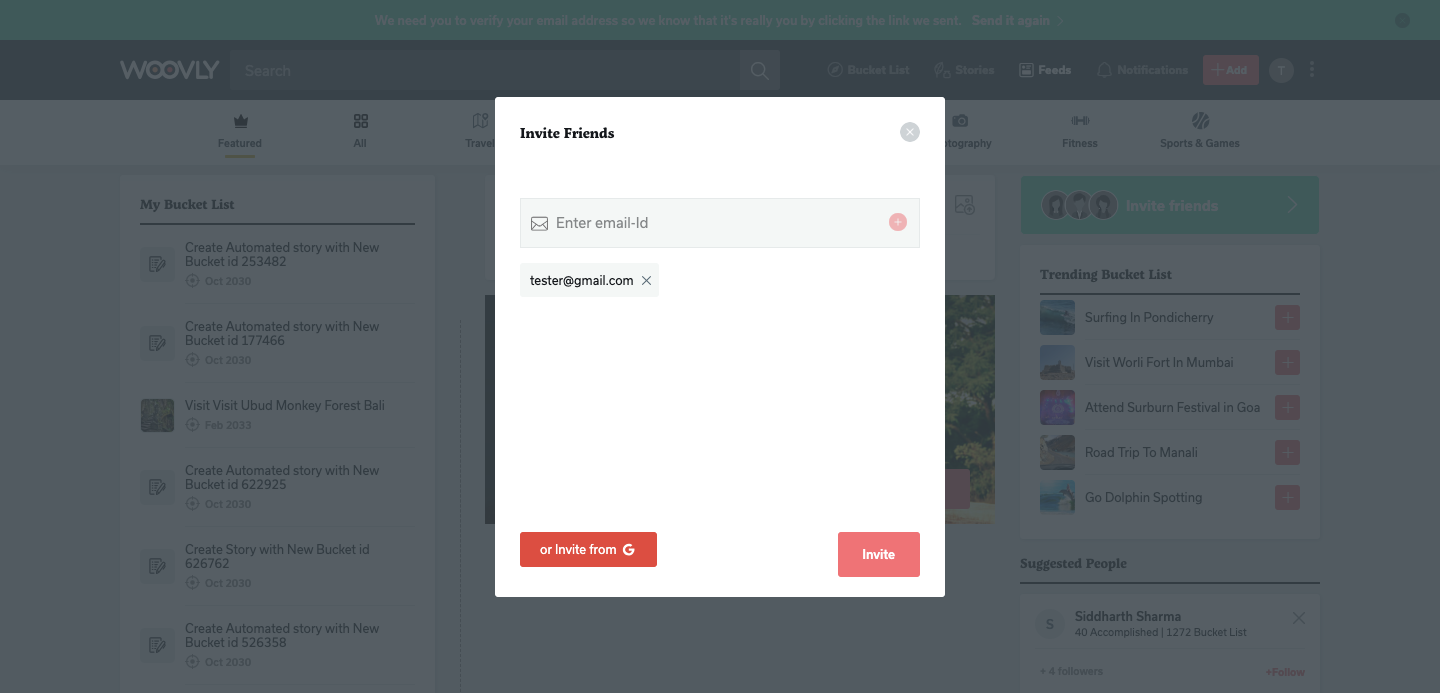 We need you to verify your email address so we know that it's really you by clicking the link we sent. Send it again
WOOVLY
Search
Bucket List
Stories
Feeds
Notifications
Add
T
Featured
All
Travel
tography
Fitness
Sports & Games
My Bucket List
Create Automated story with New
Bucket id 253482
Oct 2030
Create Automated story with New
Bucket id 177466
Oct 2030
Visit Visit Ubud Monkey Forest Bali
Feb 2033
Create Automated story with New
Bucket id 622925
Oct 2030
Create Story with New Bucket id
626762
Oct 2030
Create Automated story with New
Bucket id 526358
Oct 2030
Invite Friends
Enter email-Id
tester@gmail.com
or Invite from G
Invite
Invite friends
Trending Bucket List
Surfing In Pondicherry
Visit Worli Fort In Mumbai
Attend Surburn Festival in Goa
Road Trip To Manali
Go Dolphin Spotting
Suggested People
S
Siddharth Sharma
40 Accomplished | 1272 Bucket List
+ 4 followers
+Follow